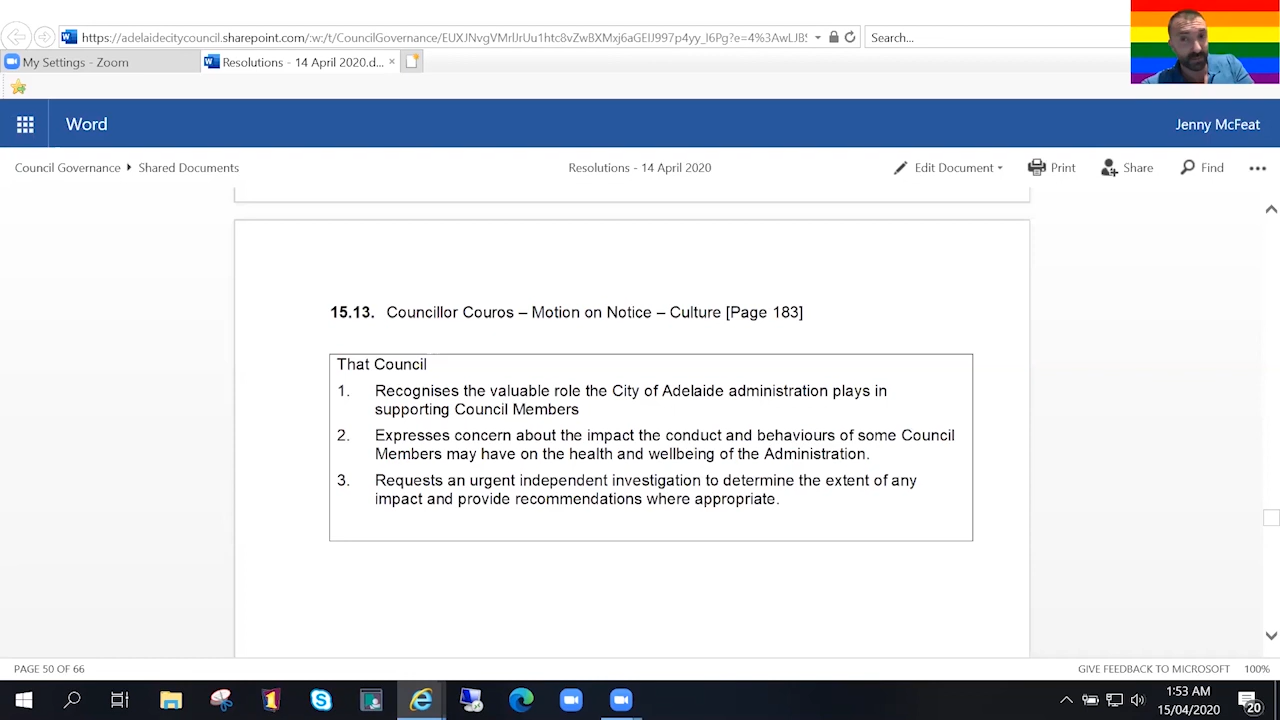 https://adelaidecitycouncil.sharepoint.com/:w:/t/CouncilGovernance/
Search...
My Settings - Zoom
Resolutions - 14 April 2020.d...
Word
Jenny McFeat
Council Governance
Shared Documents
Resolutions - 14 April 2020
Edit Document
Print
Share
Find
15.13. Councillor Couros – Motion on Notice – Culture [Page 183]
That Council
1. Recognises the valuable role the City of Adelaide administration plays in
supporting Council Members
2. Expresses concern about the impact the conduct and behaviours of some Council
Members may have on the health and wellbeing of the Administration.
3. Requests an urgent independent investigation to determine the extent of any
impact and provide recommendations where appropriate.
PAGE 50 OF 66
GIVE FEEDBACK TO MICROSOFT
100%
1:53 AM
15/04/2020
20